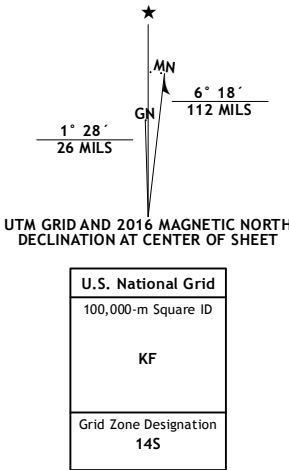 MN
GN
6° 18´
112 MILS
1° 28´
26 MILS
UTM GRID AND 2016 MAGNETIC NORTH
DECLINATION AT CENTER OF SHEET
U.S. National Grid
100,000-m Square ID
KF
Grid Zone Designation
14S